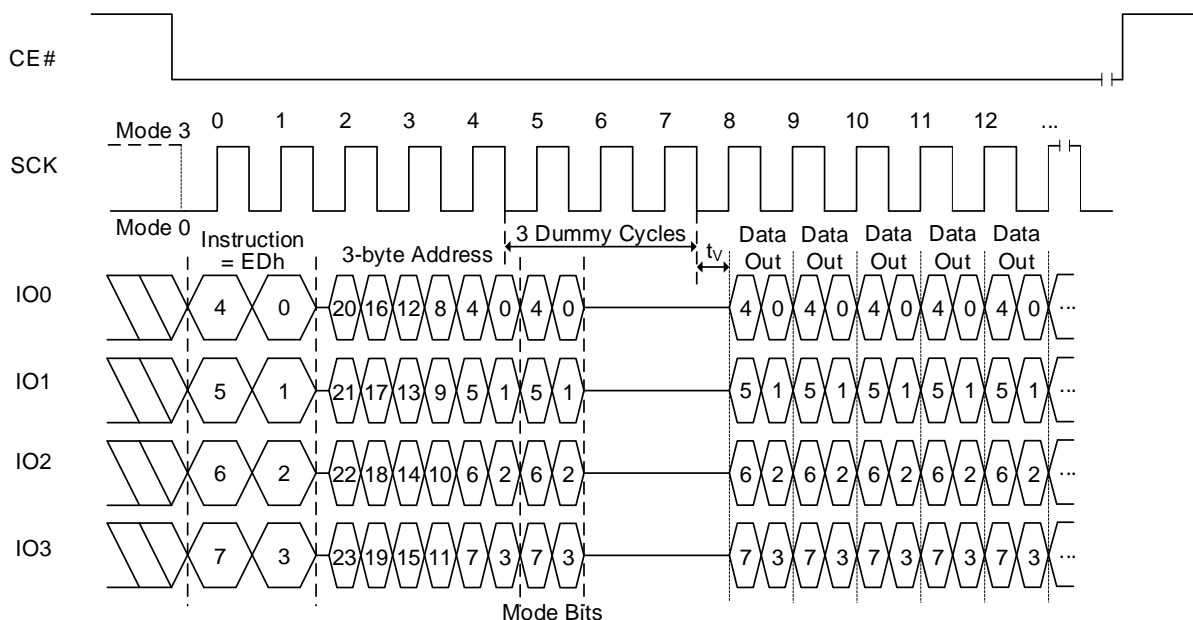 CE#
0 1 2 3 4 5 6 7 8 9 10 11 12 ...
Mode 3
SCK
Mode 0
Instruction
= EDh
3-byte Address
3 Dummy Cycles
tV
Data
Out
Data
Out
Data
Out
Data
Out
Data
Out
IO0 4 0 20 16 12 8 4 0 4 0 4 0 4 0 4 0 4 0 4 0 ...
IO1 5 1 21 17 13 9 5 1 5 1 5 1 5 1 5 1 5 1 5 1
IO2 6 2 22 18 14 10 6 2 6 2 6 2 6 2 6 2 6 2 6 2 ...
IO3 7 3 23 19 15 11 7 3 7 3 7 3 7 3 7 3 7 3 7 3 ...
Mode Bits